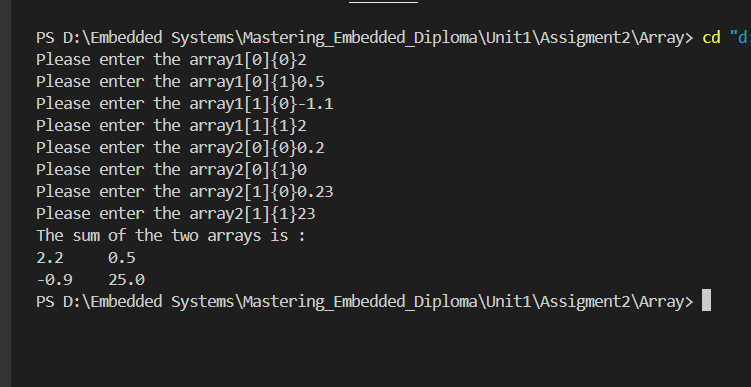 PS D:\Embedded Systems\Mastering_Embedded_Diploma\Unit1\Assigment2\Array> cd "d:
Please enter the array1[0]{0}2
Please enter the array1[0]{1}0.5
Please enter the array1[1]{0}-1.1
Please enter the array1[1]{1}2
Please enter the array2[0]{0}0.2
Please enter the array2[0]{1}0
Please enter the array2[1]{0}0.23
Please enter the array2[1]{1}23
The sum of the two arrays is :
2.2    0.5
-0.9    25.0
PS D:\Embedded Systems\Mastering_Embedded_Diploma\Unit1\Assigment2\Array>